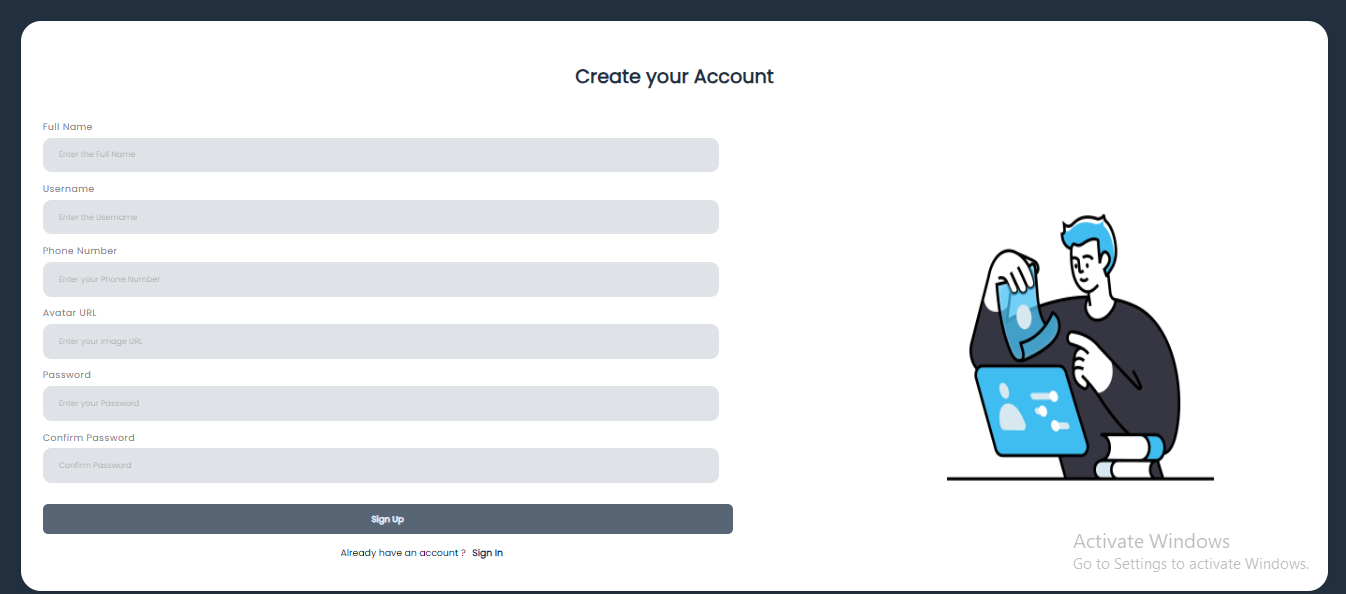 Create your Account
Full Name
Enter the Full Name
Username
Enter the Username
Phone Number
Enter your Phone Number
Avatar URL
Enter your Image URL
Password
Enter your Password
Confirm Password
Confirm Password
Sign Up
Already have an account ? Sign In
Activate Windows
Go to Settings to activate Windows.